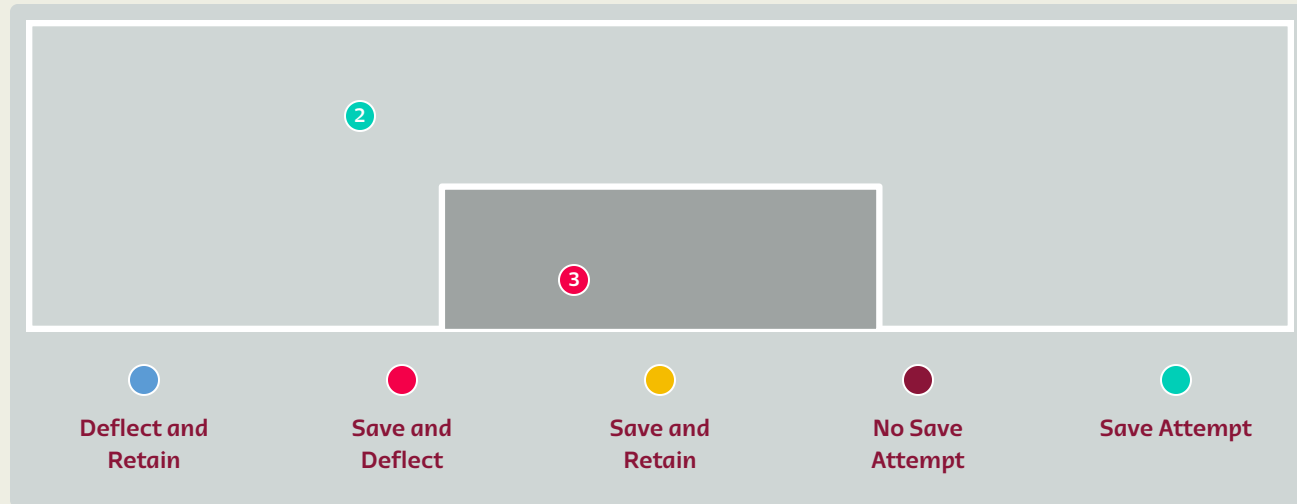 2
3
Deflect and
Retain
Save and
Deflect
Save and
Retain
No Save
Attempt
Save Attempt